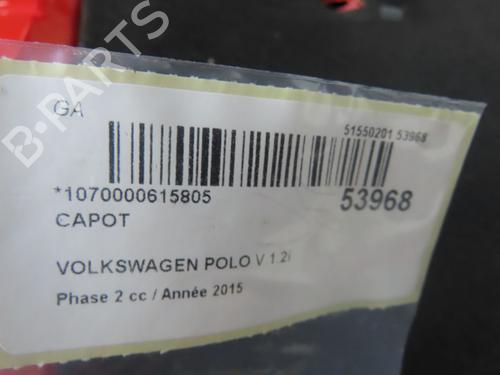 GA
51550201 53968
*1070000615805
53968
CAPOT
VOLKSWAGEN POLO V 1.2i
Phase 2 cc / Année 2015
B-PARTS